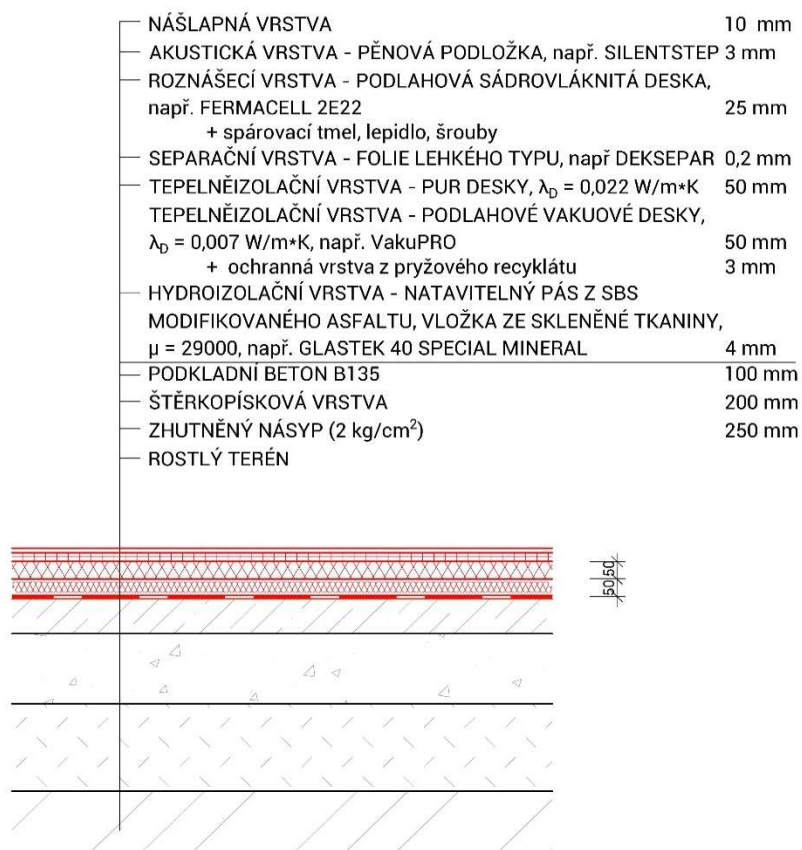 NÁŠLAPNÁ VRSTVA 10 mm
AKUSTICKÁ VRSTVA - PĚNOVÁ PODLOŽKA, např. SILENTSTEP 3 mm
ROZNÁŠECÍ VRSTVA - PODLAHOVÁ SÁDROVLÁKNITÁ DESKA,
např. FERMACELL 2E22 25 mm
+ spárovací tmel, lepidlo, šrouby
SEPARAČNÍ VRSTVA - FOLIE LEHKÉHO TYPU, např DEKSEPAR 0,2 mm
TEPELNĚIZOLAČNÍ VRSTVA - PUR DESKY, λD = 0,022 W/m*K 50 mm
TEPELNĚIZOLAČNÍ VRSTVA - PODLAHOVÉ VAKUOVÉ DESKY,
λD = 0,007 W/m*K, např. VakuPRO 50 mm
+ ochranná vrstva z pryžového recyklátu 3 mm
HYDROIZOLAČNÍ VRSTVA - NATAVITELNÝ PÁS Z SBS
MODIFIKOVANÉHO ASFALTU, VLOŽKA ZE SKLENĚNÉ TKANINY,
μ = 29000, např. GLASTEK 40 SPECIAL MINERAL 4 mm
PODKLADNÍ BETON B135 100 mm
ŠTĚRKOPÍSKOVÁ VRSTVA 200 mm
ZHUTNĚNÝ NÁSYP (2 kg/cm²) 250 mm
ROSTLÝ TERÉN
50
50